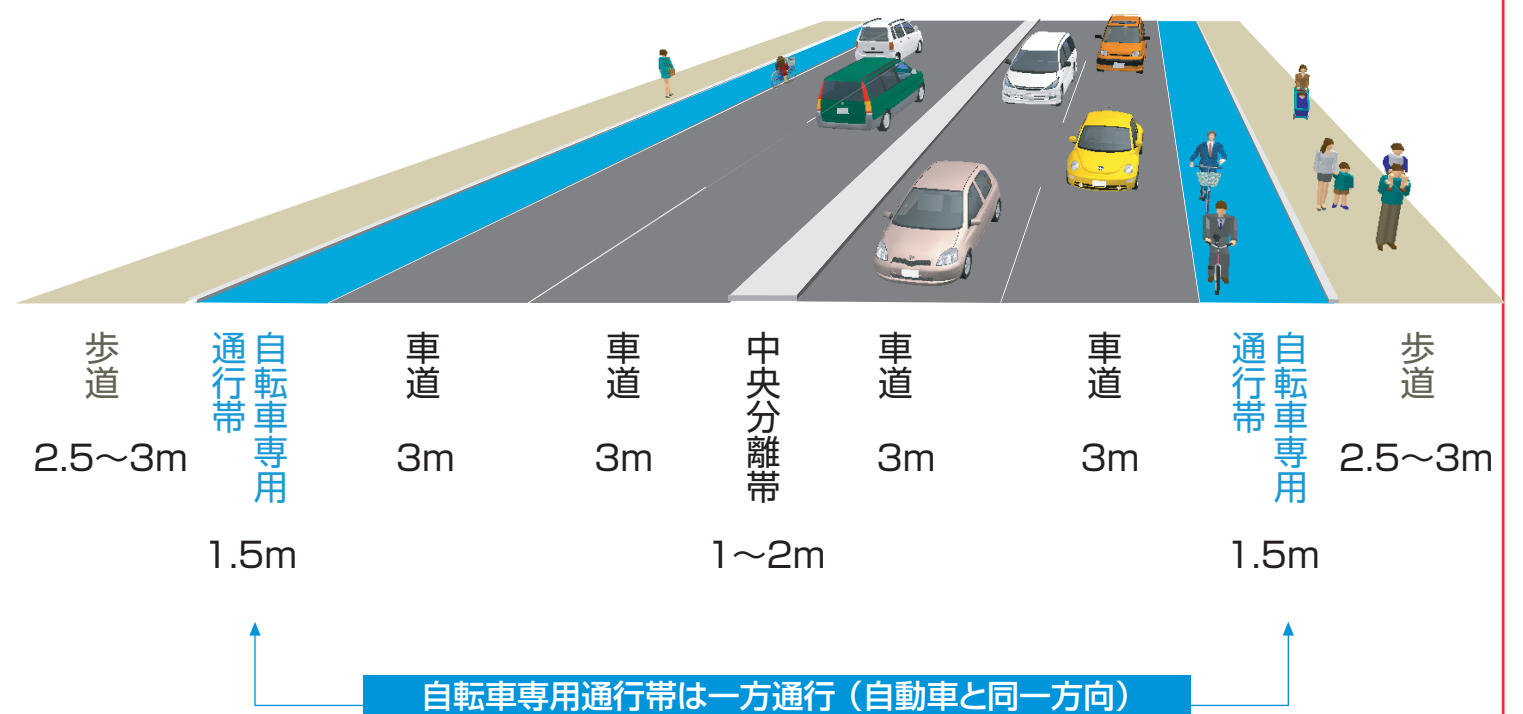 歩道
自転車専用
通行帯
車道
車道
中央分離帯
車道
車道
自転車専用
通行帯
歩道
2.5～3m
3m
3m
3m
3m
2.5～3m
1.5m
1～2m
1.5m
自転車専用通行帯は一方通行（自動車と同一方向）